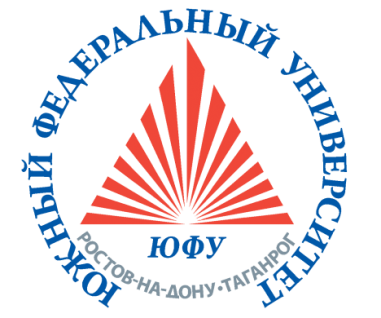 ЮЖНЫЙ ФЕДЕРАЛЬНЫЙ УНИВЕРСИТЕТ
ЮФУ
РОСТОВ-НА-ДОНУ·ТАГАНРОГ